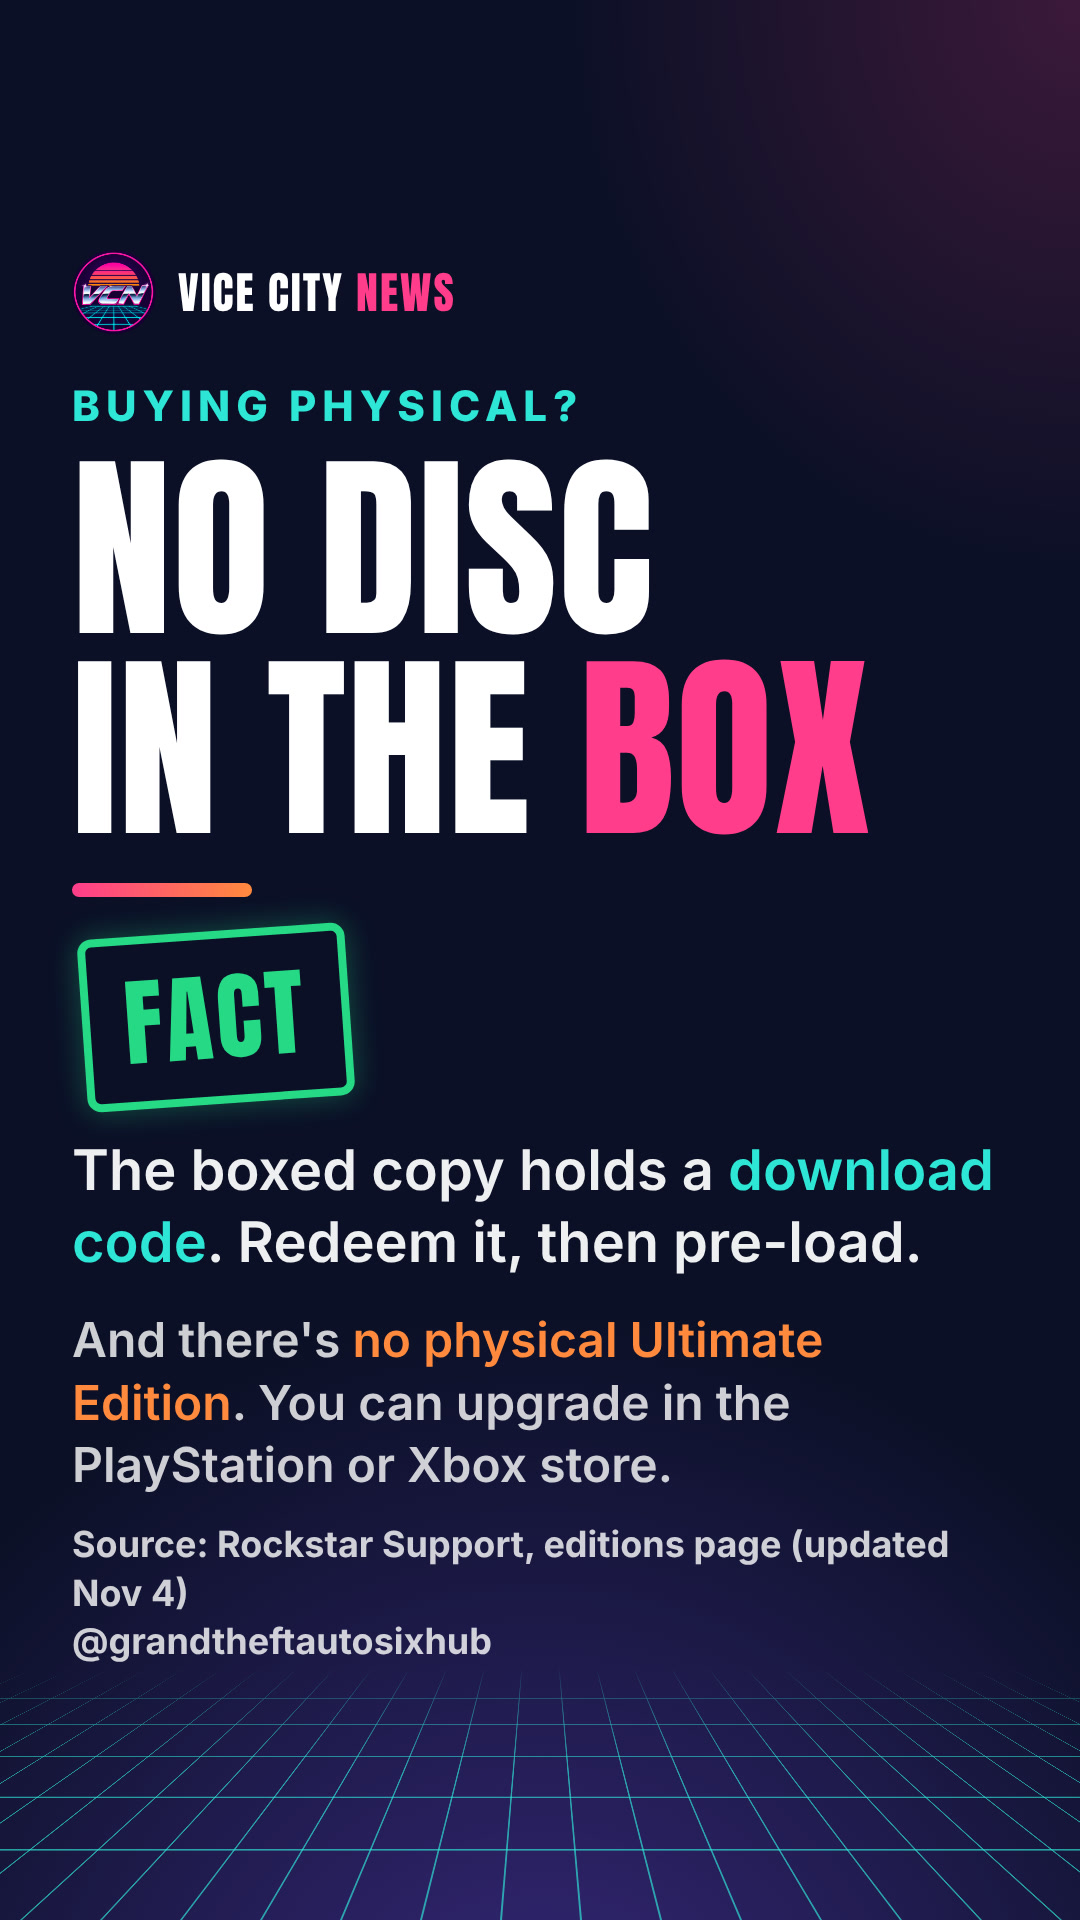 VCN
VICE CITY NEWS
BUYING PHYSICAL?
NO DISC
IN THE BOX
FACT
The boxed copy holds a download
code. Redeem it, then pre-load.
And there's no physical Ultimate
Edition. You can upgrade in the
PlayStation or Xbox store.
Source: Rockstar Support, editions page (updated
Nov 4)
@grandtheftautosixhub